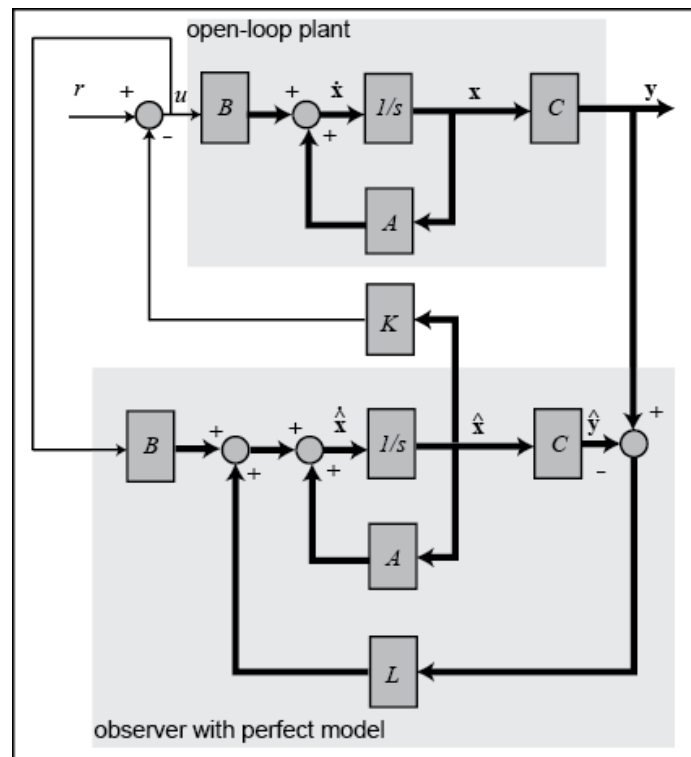 open-loop plant
r + - u B + + ẋ 1/s x C y
A
K
B + + + + x̂̇ 1/s x̂ C ŷ + -
A
L
observer with perfect model